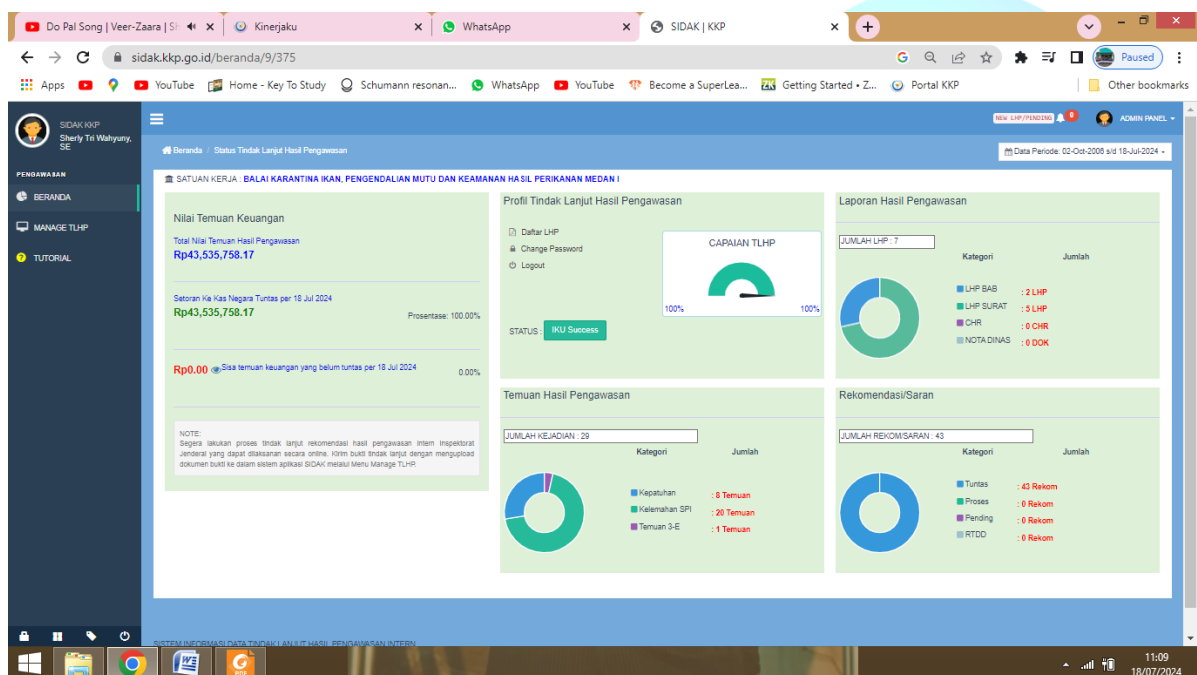 Do Pal Song | Veer-Zaara | Sh
Kinerjaku
WhatsApp
SIDAK | KKP
sidak.kkp.go.id/beranda/9/375
Paused
Apps
YouTube
Home - Key To Study
Schumann resonan...
WhatsApp
YouTube
Become a SuperLea...
Getting Started • Z...
Portal KKP
Other bookmarks
SIDAK KKP
Sherly Tri Wahyuny, SE
NEW LHP/PENDING
0
ADMIN PANEL
Beranda / Status Tindak Lanjut Hasil Pengawasan
Data Periode: 02-Oct-2006 s/d 18-Jul-2024
PENGAWASAN
BERANDA
MANAGE TLHP
TUTORIAL
SATUAN KERJA : BALAI KARANTINA IKAN, PENGENDALIAN MUTU DAN KEAMANAN HASIL PERIKANAN MEDAN I
Nilai Temuan Keuangan
Total Nilai Temuan Hasil Pengawasan
Rp43,535,758.17
Setoran Ke Kas Negara Tuntas per 18 Jul 2024
Rp43,535,758.17
Prosentase: 100.00%
Rp0.00 Sisa temuan keuangan yang belum tuntas per 18 Jul 2024
0.00%
NOTE:
Segera lakukan proses tindak lanjut rekomendasi hasil pengawasan intern Inspektorat
Jenderal yang dapat dilaksanan secara online. Kirim bukti tindak lanjut dengan mengupload
dokumen bukti ke dalam sistem aplikasi SIDAK melalui Menu Manage TLHP.
Profil Tindak Lanjut Hasil Pengawasan
Daftar LHP
Change Password
Logout
CAPAIAN TLHP
100% 100%
STATUS : IKU Success
Laporan Hasil Pengawasan
JUMLAH LHP : 7
Kategori Jumlah
LHP BAB : 2 LHP
LHP SURAT : 5 LHP
CHR : 0 CHR
NOTA DINAS : 0 DOK
Temuan Hasil Pengawasan
JUMLAH KEJADIAN : 29
Kategori Jumlah
Kepatuhan : 8 Temuan
Kelemahan SPI : 20 Temuan
Temuan 3-E : 1 Temuan
Rekomendasi/Saran
JUMLAH REKOM/SARAN : 43
Kategori Jumlah
Tuntas : 43 Rekom
Proses : 0 Rekom
Pending : 0 Rekom
RTDD : 0 Rekom
SISTEM INFORMASI DATA TINDAK LANJUT HASIL PENGAWASAN INTERN
11:09
18/07/2024